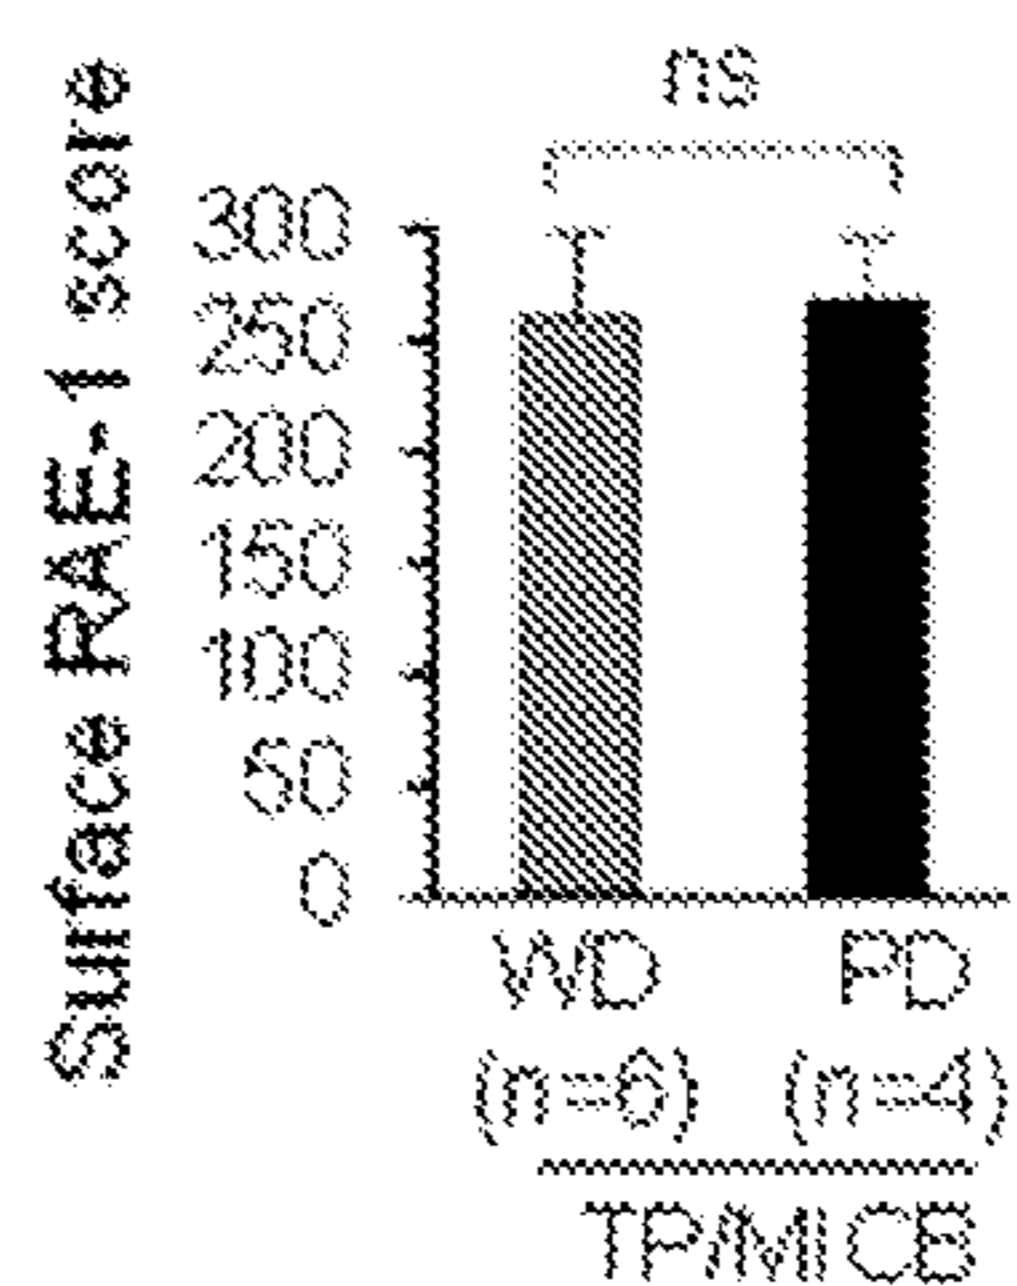 ns
Surface RAE-1 score
300
250
200
150
100
50
0
WD
PD
(n=6)
(n=4)
TP/MICB